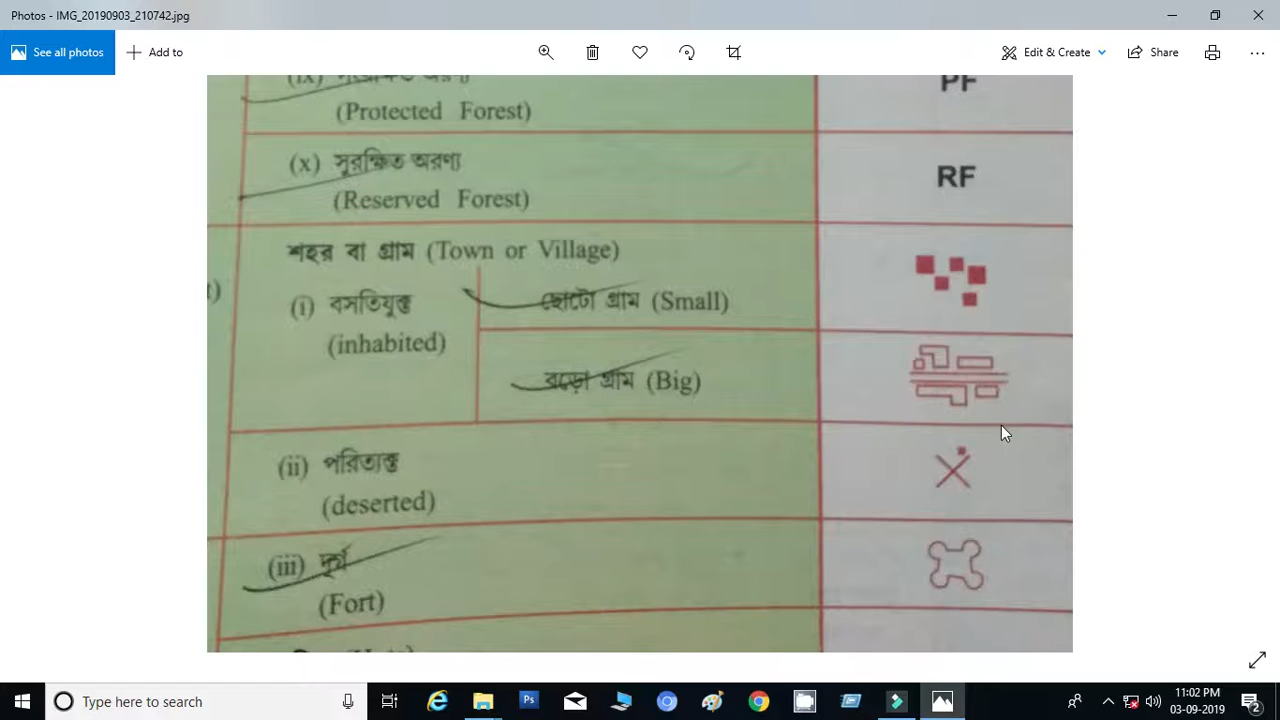 Photos - IMG_20190903_210742.jpg
See all photos
Add to
Edit & Create
Share
(ix)
PF
(Protected Forest)
(x) সুরক্ষিত অরণ্য
RF
(Reserved Forest)
শহর বা গ্রাম (Town or Village)
(i) বসতিযুক্ত
ছোটো গ্রাম (Small)
(inhabited)
বড়ো গ্রাম (Big)
(ii) পরিত্যক্ত
(deserted)
(iii) দুর্গ
(Fort)
Type here to search
11:02 PM
03-09-2019
2